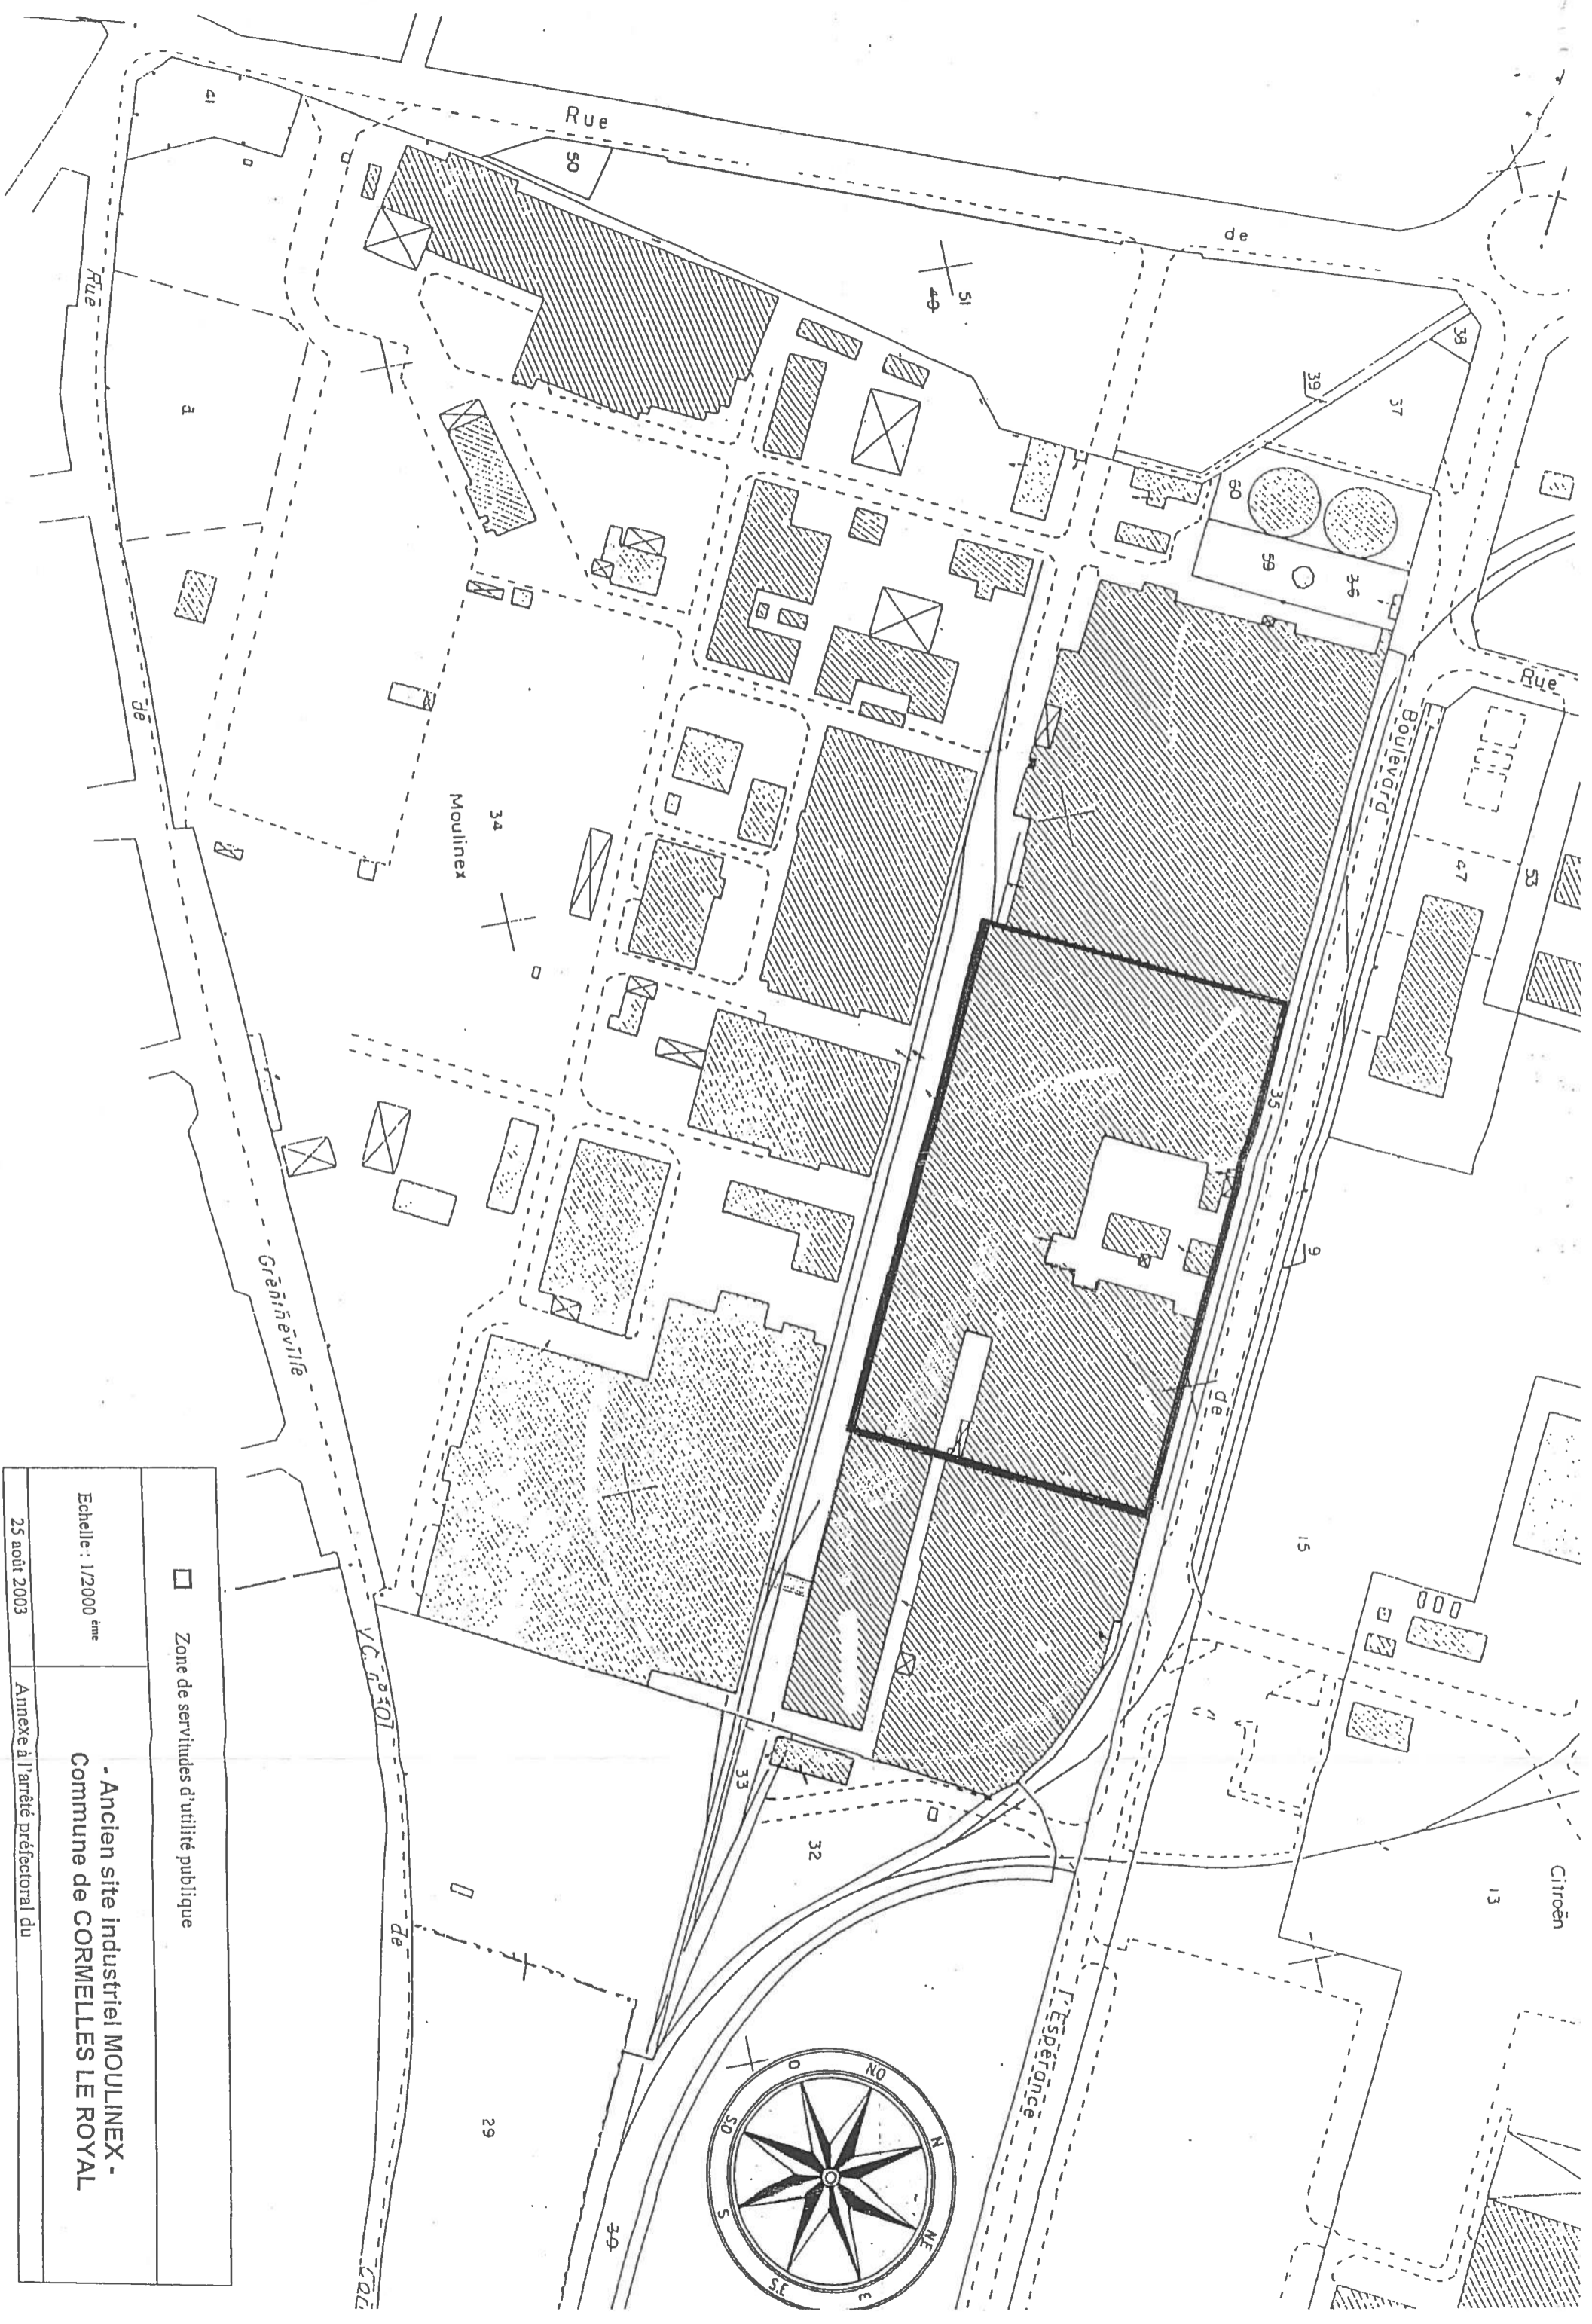 Rue
de
Rue
Boulevard
de
l'Espérance
Rue
de
Grentheville
de
41
50
51
49
38
39
37
60
59
36
53
47
35
9
15
13
Citroën
a
34
Moulinex
33
32
29
30
N
NE
E
S
SO
O
NO
Zone de servitudes d'utilité publique
Echelle : 1/2000 ème
- Ancien site industriel MOULINEX -
Commune de CORMELLES LE ROYAL
25 août 2003
Annexe à l'arrêté préfectoral du